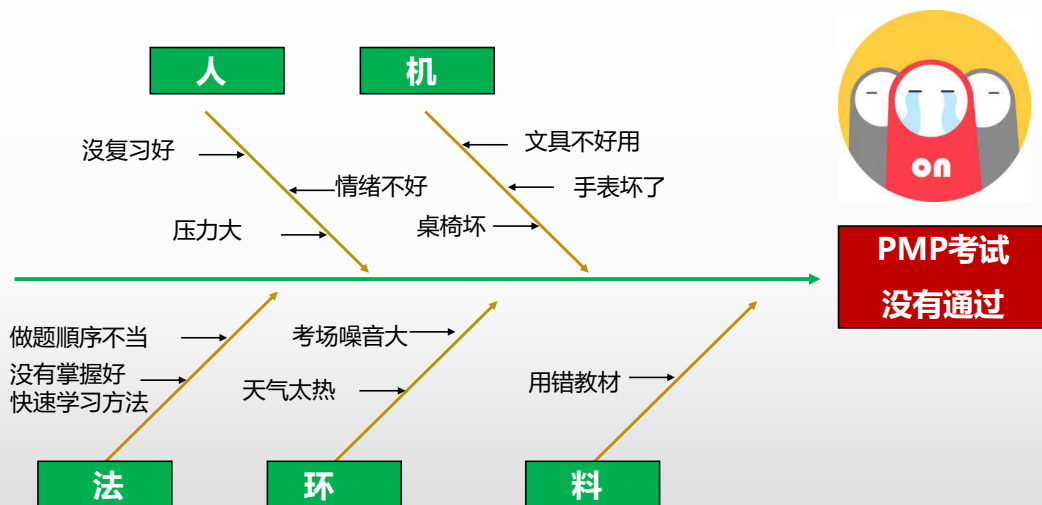 人
机
沒复习好
情绪不好
压力大
文具不好用
手表坏了
桌椅坏
on
PMP考试
没有通过
做题順序不当
没有掌握好
快速学习方法
考场噪音大
天气太热
用错教材
法
环
料